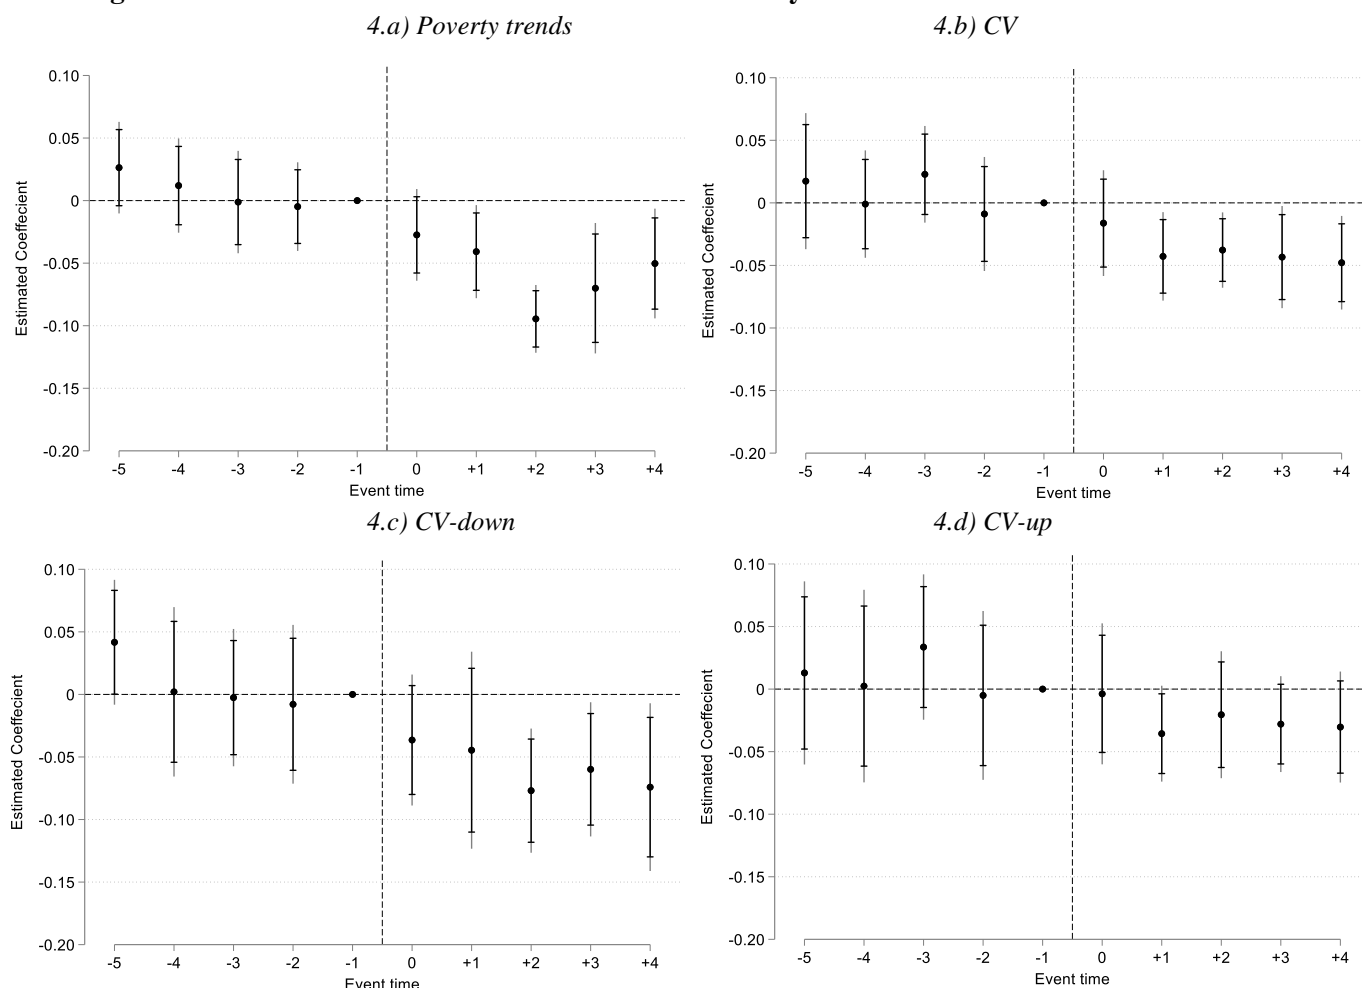 4.a) Poverty trends
4.b) CV
0.10
0.05
0
-0.05
-0.10
-0.15
-0.20
Estimated Coeffecient
-5 -4 -3 -2 -1 0 +1 +2 +3 +4
Event time
0.10
0.05
0
-0.05
-0.10
-0.15
-0.20
Estimated Coeffecient
-5 -4 -3 -2 -1 0 +1 +2 +3 +4
Event time
4.c) CV-down
4.d) CV-up
0.10
0.05
0
-0.05
-0.10
-0.15
-0.20
Estimated Coeffecient
-5 -4 -3 -2 -1 0 +1 +2 +3 +4
Event time
0.10
0.05
0
-0.05
-0.10
-0.15
-0.20
Estimated Coeffecient
-5 -4 -3 -2 -1 0 +1 +2 +3 +4
Event time